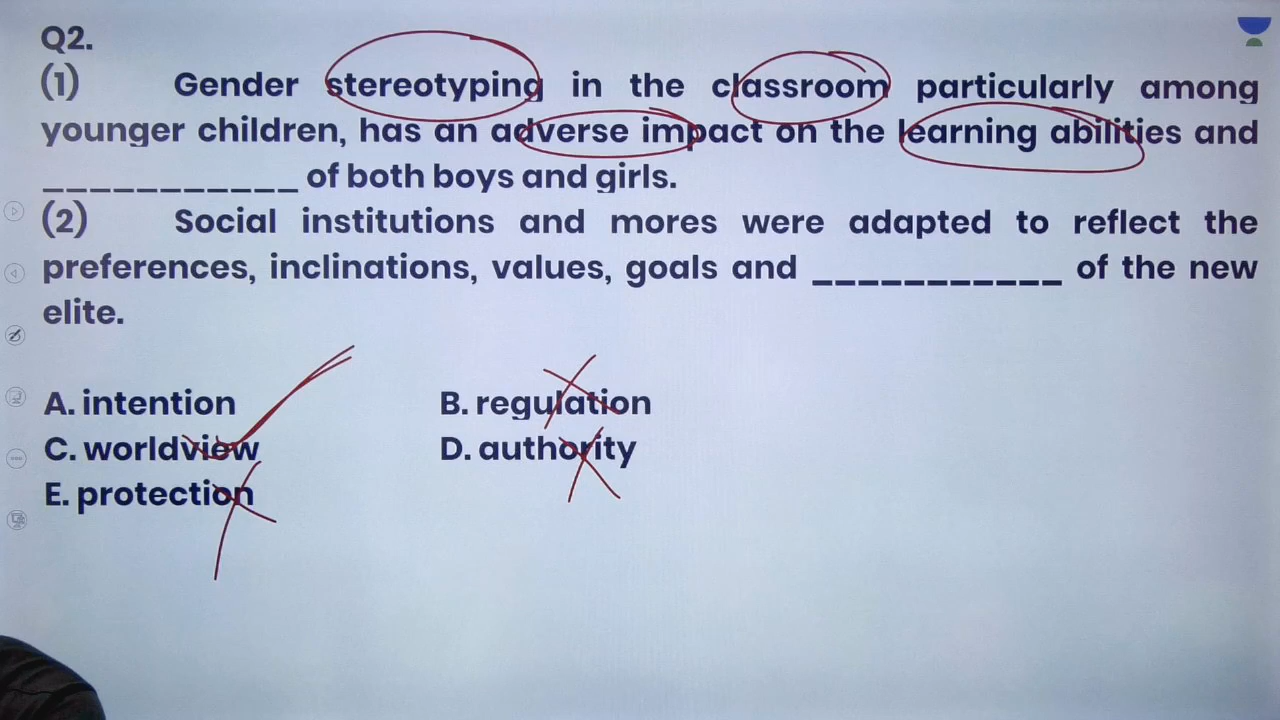 Q2.
(1) Gender stereotyping in the classroom particularly among
younger children, has an adverse impact on the learning abilities and
___________ of both boys and girls.
(2) Social institutions and mores were adapted to reflect the
preferences, inclinations, values, goals and ___________ of the new
elite.
A. intention B. regulation
C. worldview D. authority
E. protection